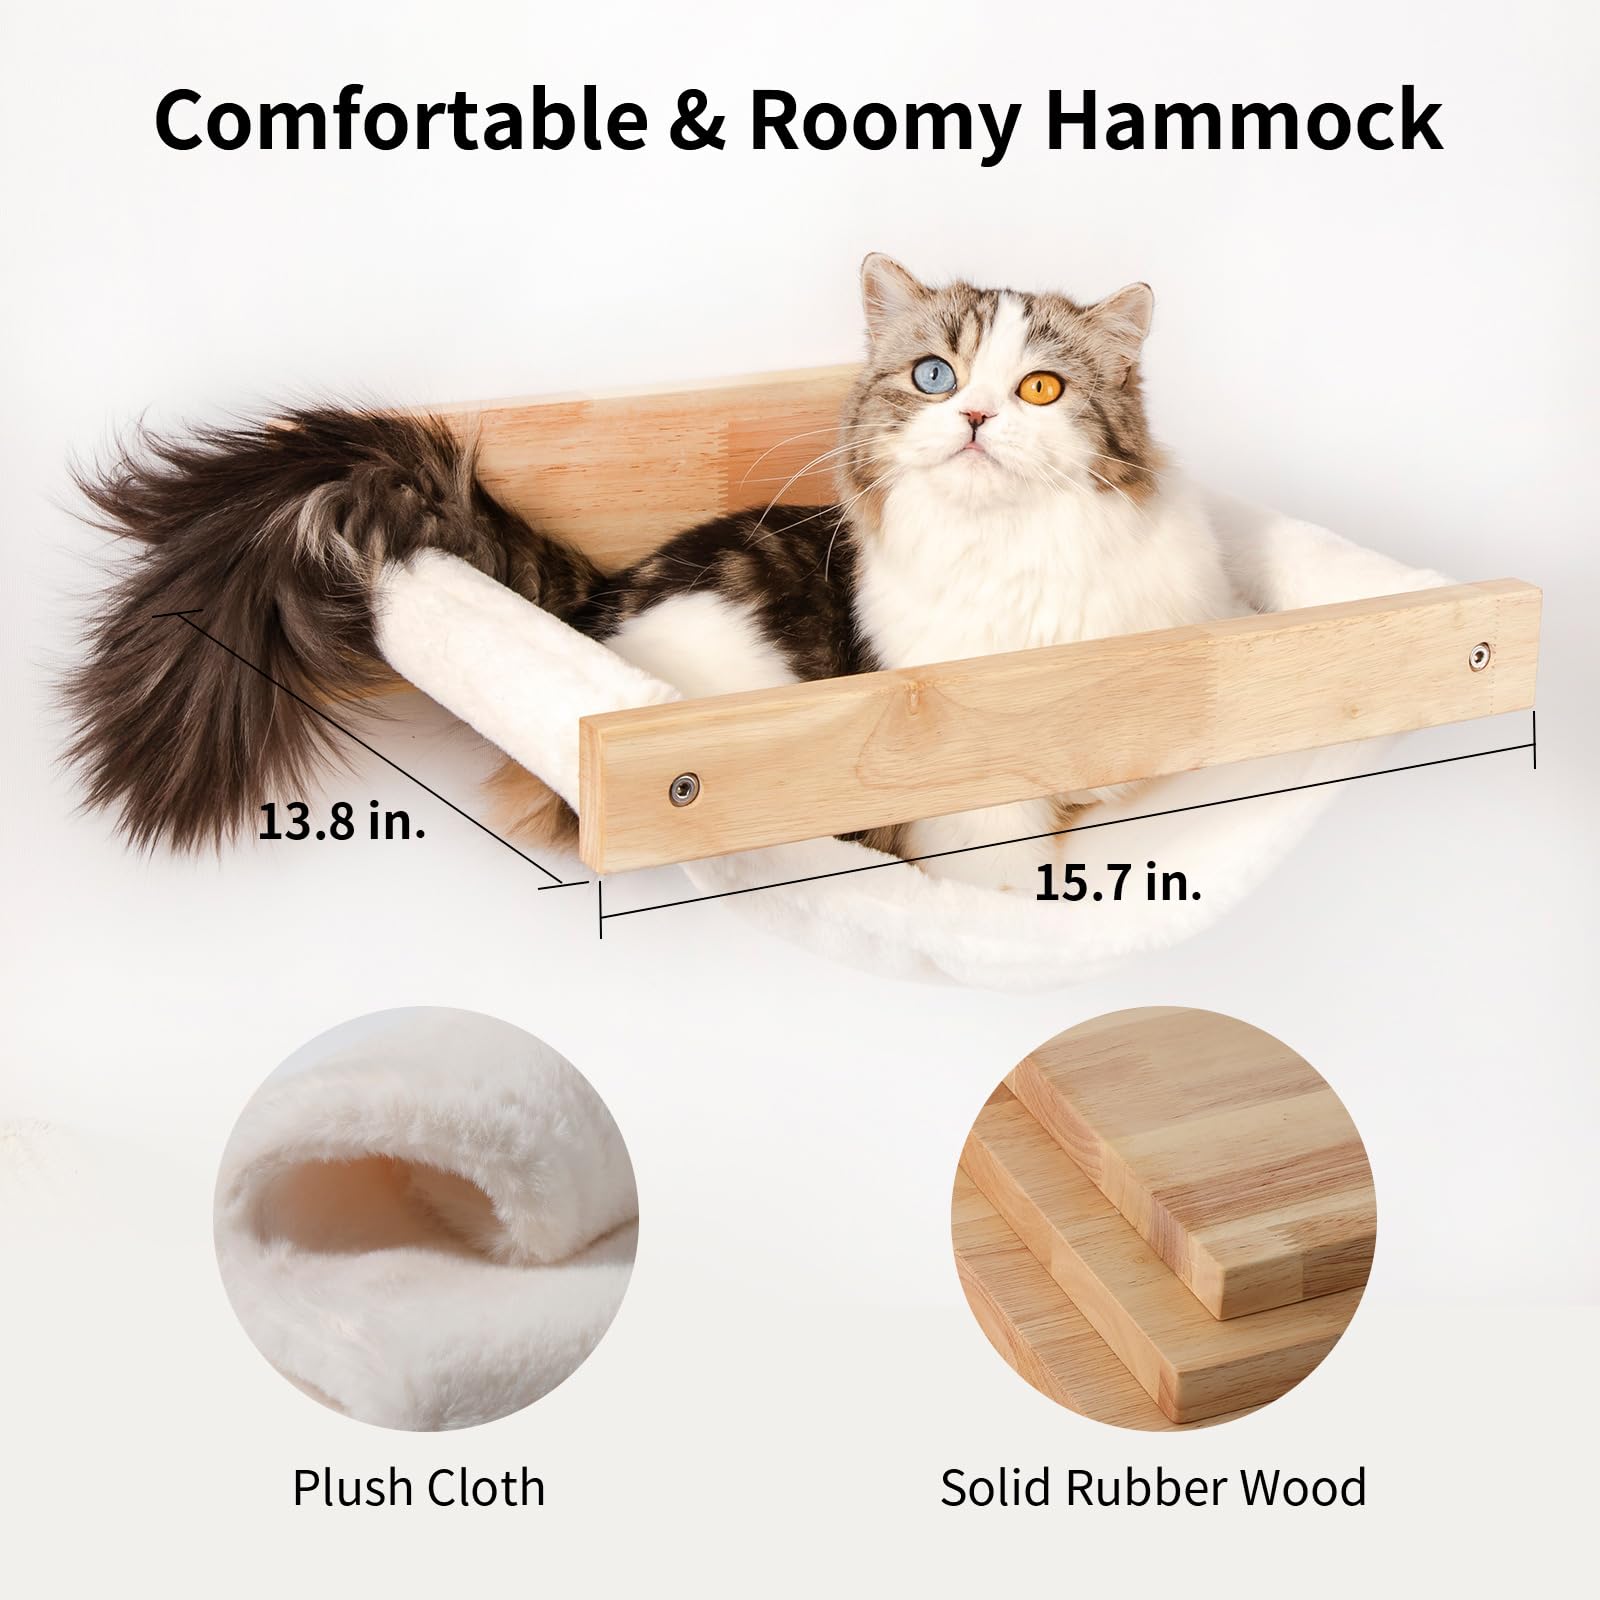 Comfortable & Roomy Hammock
13.8 in.
15.7 in.
Plush Cloth
Solid Rubber Wood